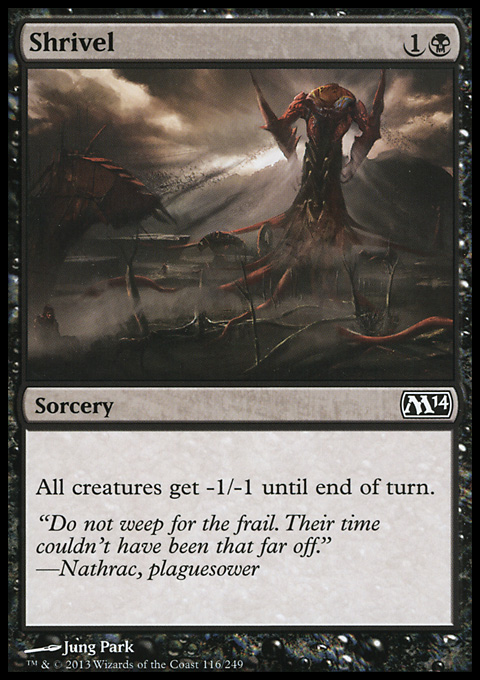 Shrivel 1
Sorcery M14
All creatures get -1/-1 until end of turn.
“Do not weep for the frail. Their time
couldn’t have been that far off.”
—Nathrac, plaguesower
Jung Park
™ & © 2013 Wizards of the Coast 116/249